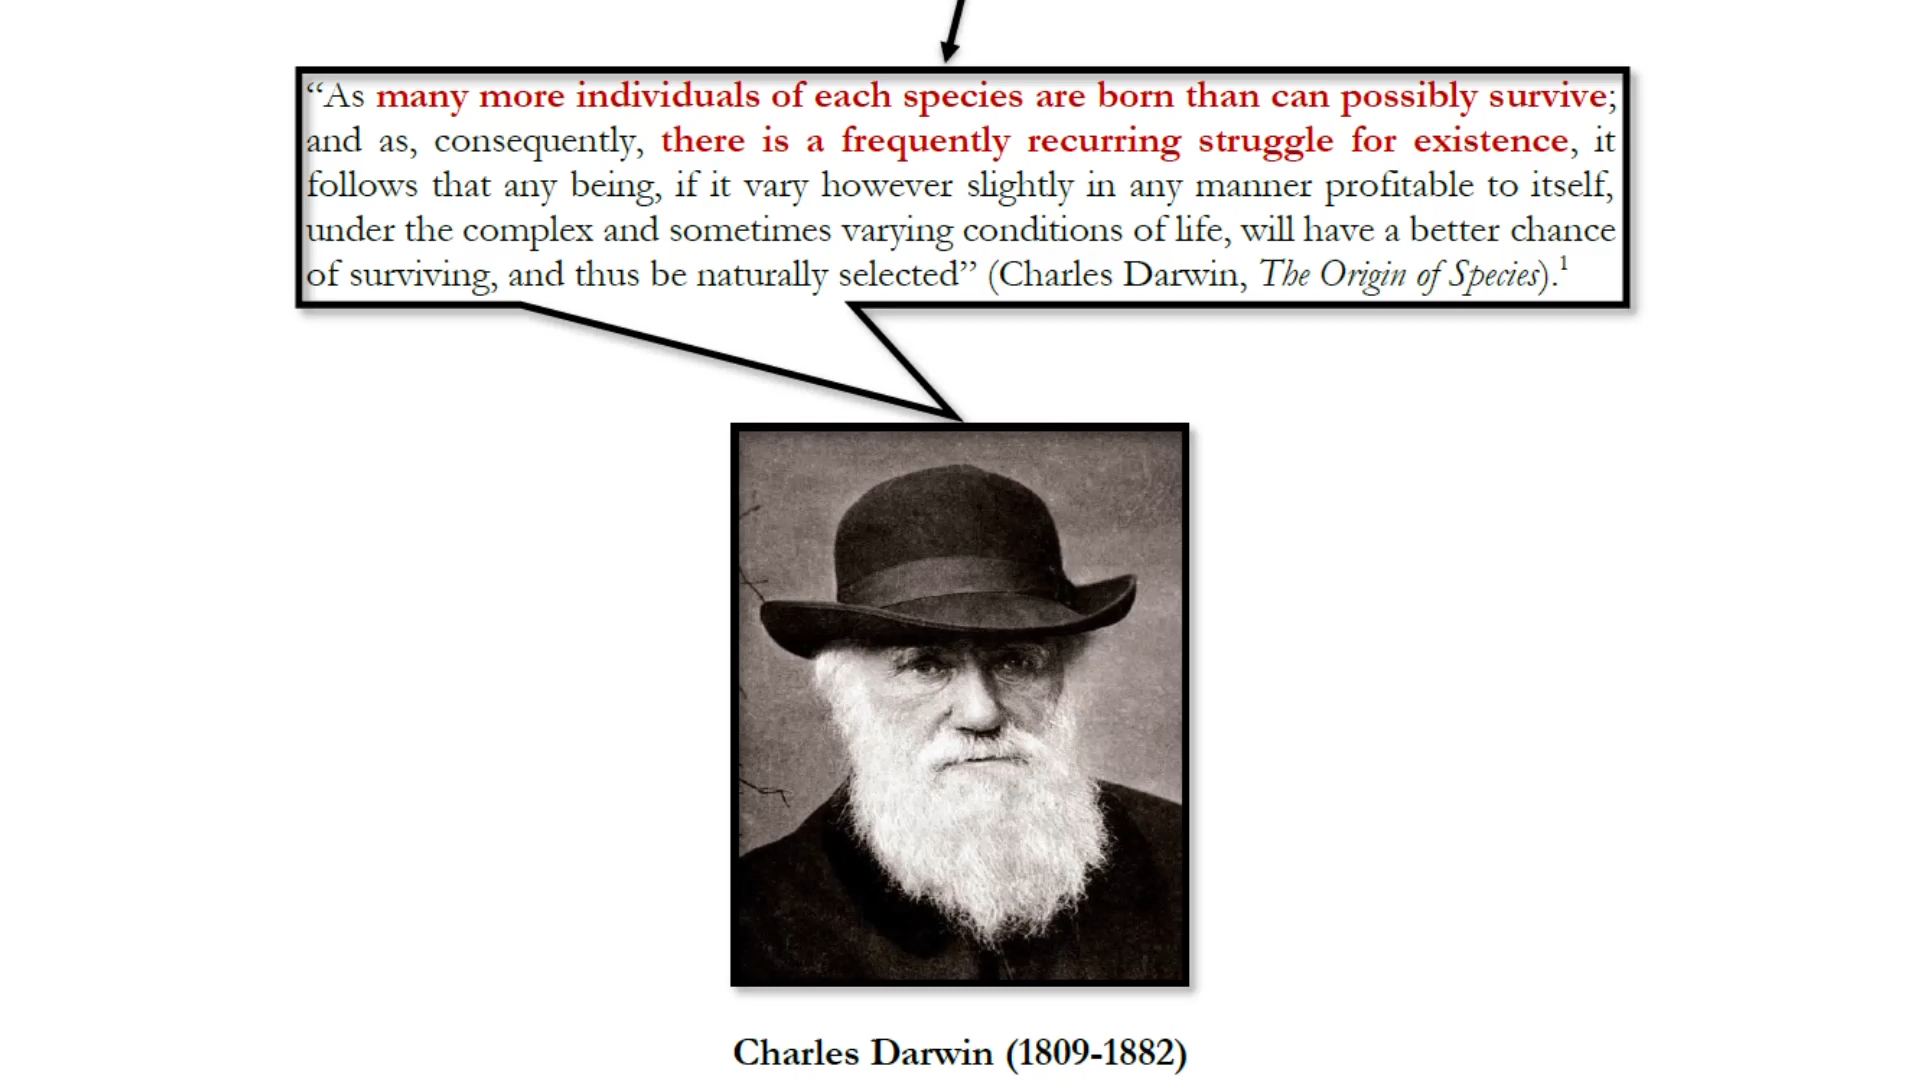 “As many more individuals of each species are born than can possibly survive;
and as, consequently, there is a frequently recurring struggle for existence, it
follows that any being, if it vary however slightly in any manner profitable to itself,
under the complex and sometimes varying conditions of life, will have a better chance
of surviving, and thus be naturally selected” (Charles Darwin, The Origin of Species).¹
Charles Darwin (1809-1882)